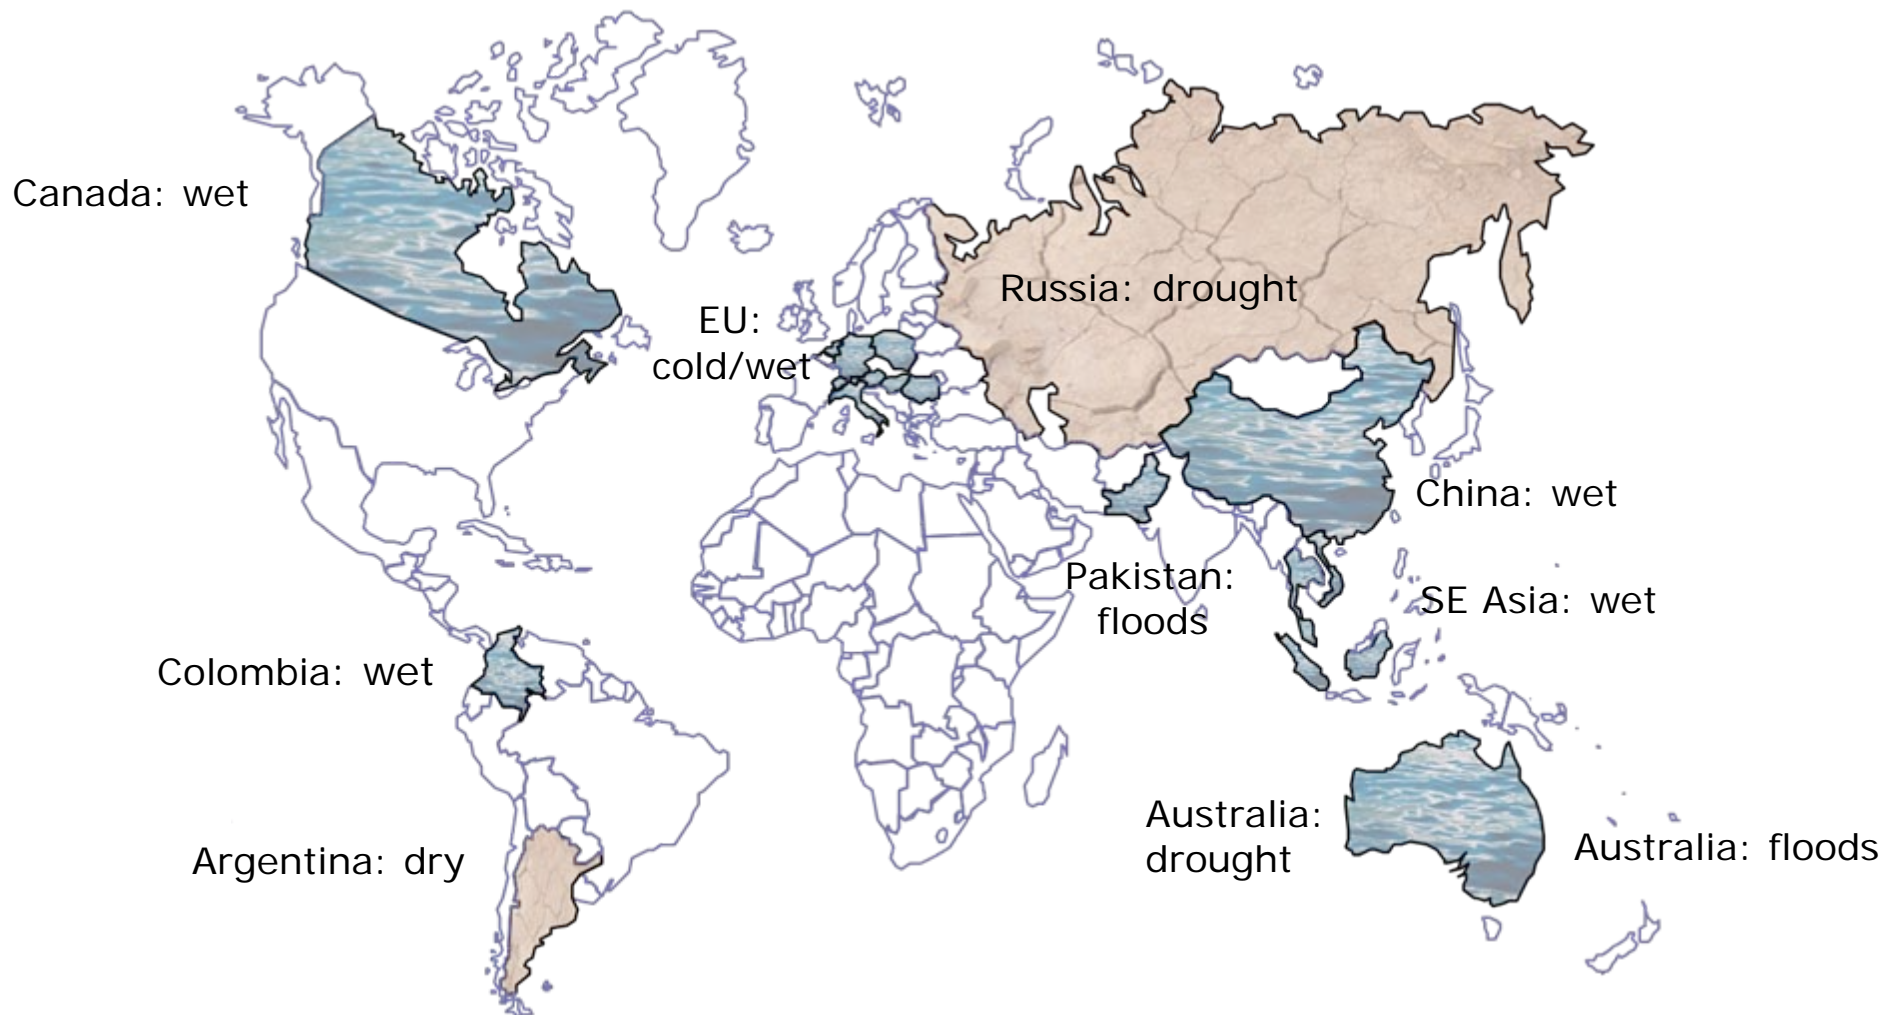 Canada: wet
EU:
cold/wet
Russia: drought
China: wet
Pakistan:
floods
SE Asia: wet
Colombia: wet
Argentina: dry
Australia:
drought
Australia: floods